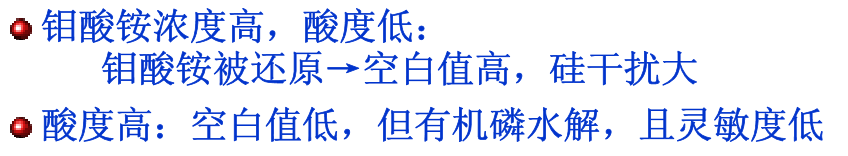 钼酸铵浓度高，酸度低：
钼酸铵被还原→空白值高，硅干扰大
酸度高：空白值低，但有机磷水解，且灵敏度低